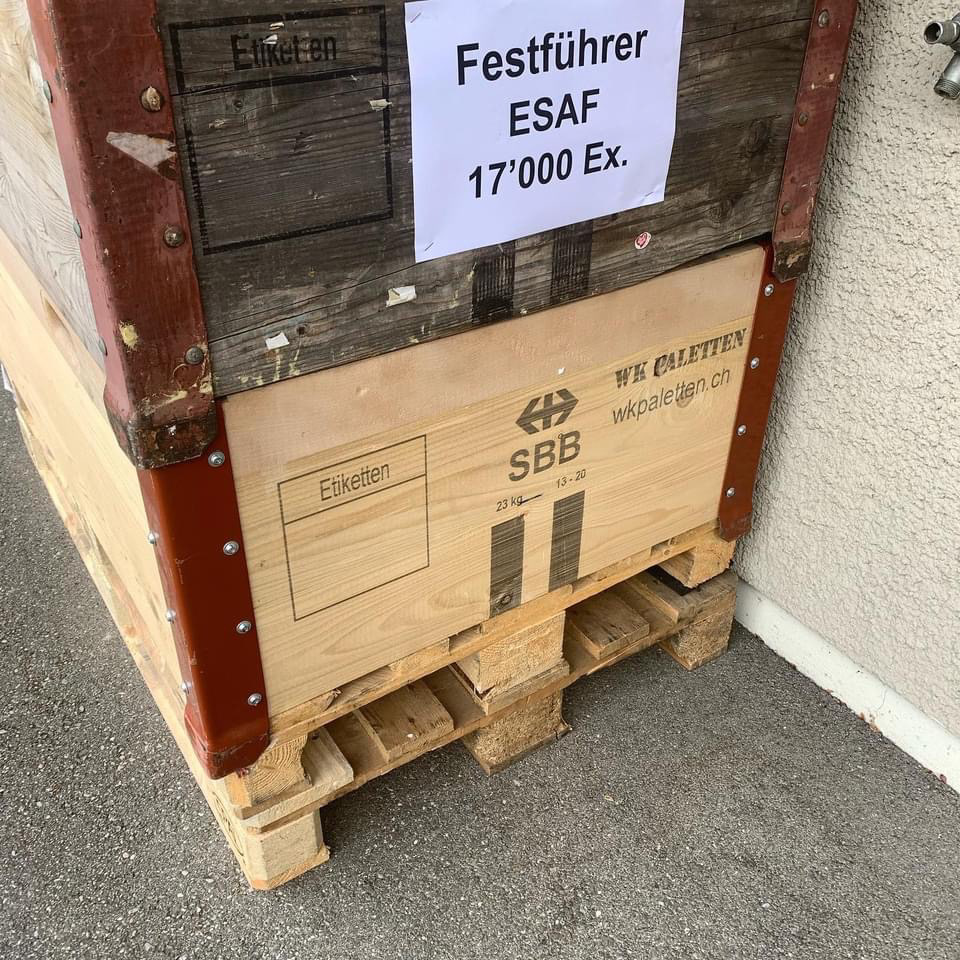 Etiketten
Festführer
ESAF
17’000 Ex.
WK PALETTEN
wkpaletten.ch
SBB
Etiketten
23 kg
13 - 20